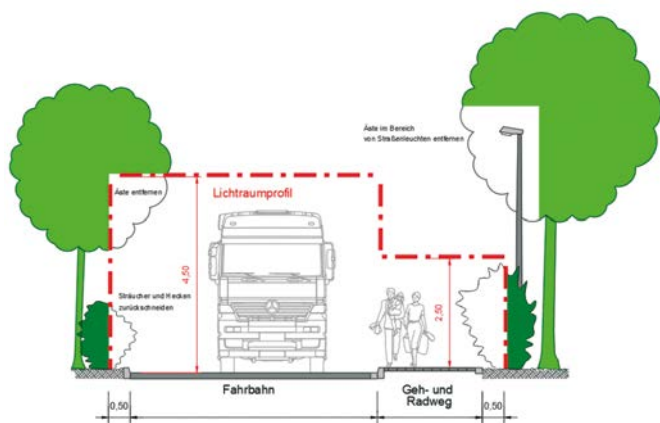 Äste im Bereich
von Straßenleuchten entfernen
Äste entfernen
Lichtraumprofil
4,50
2,50
Sträucher und Hecken
zurückschneiden
Fahrbahn
Geh- und
Radweg
0,50
0,50